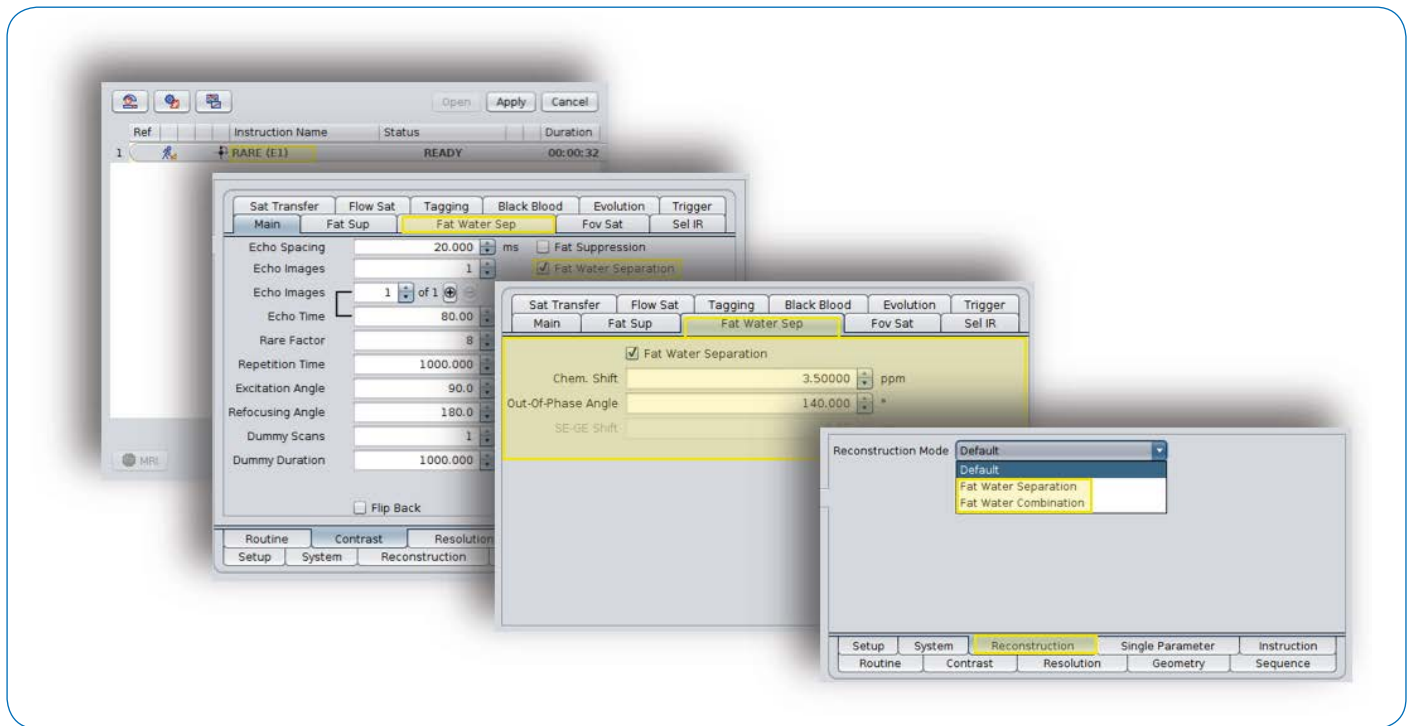 Open Apply Cancel
Ref Instruction Name Status Duration
1 RARE (E1) READY 00:00:32
MRI
Sat Transfer Flow Sat Tagging Black Blood Evolution Trigger
Main Fat Sup Fat Water Sep Fov Sat Sel IR
Echo Spacing 20.000 ms Fat Suppression
Echo Images 1 Fat Water Separation
Echo Images 1 of 1
Echo Time 80.00
Rare Factor 8
Repetition Time 1000.000
Excitation Angle 90.0
Refocusing Angle 180.0
Dummy Scans 1
Dummy Duration 1000.000
Flip Back
Routine Contrast Resolution
Setup System Reconstruction
Sat Transfer Flow Sat Tagging Black Blood Evolution Trigger
Main Fat Sup Fat Water Sep Fov Sat Sel IR
Fat Water Separation
Chem. Shift 3.50000 ppm
Out-Of-Phase Angle 140.000 °
SE-GE Shift
Reconstruction Mode Default
Default
Fat Water Separation
Fat Water Combination
Setup System Reconstruction Single Parameter Instruction
Routine Contrast Resolution Geometry Sequence